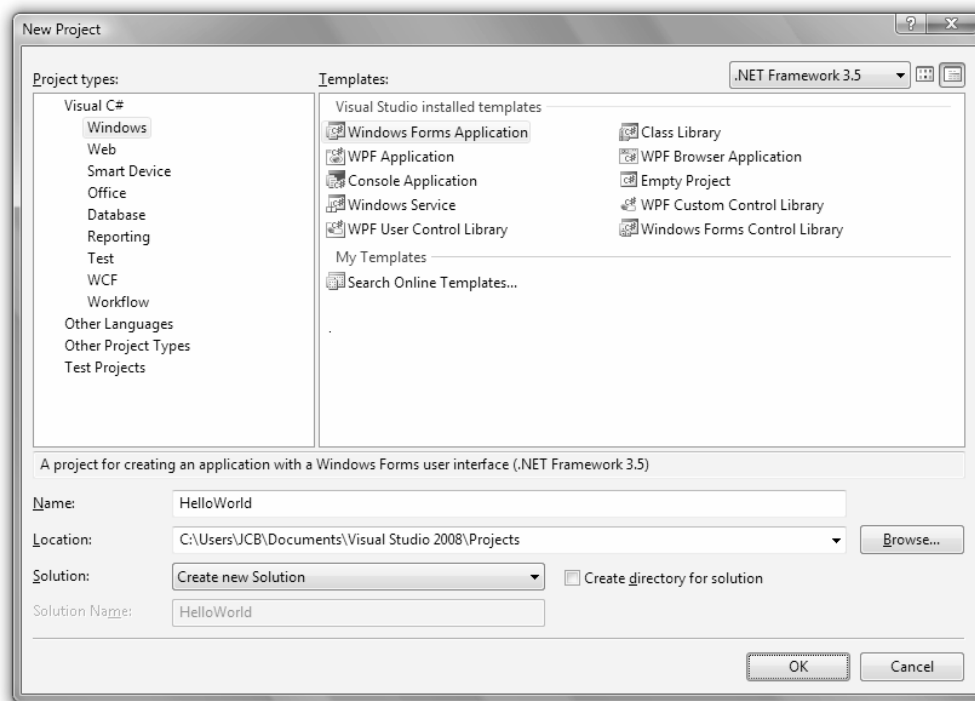 New Project
Project types:
Templates:
.NET Framework 3.5
Visual C#
Windows
Web
Smart Device
Office
Database
Reporting
Test
WCF
Workflow
Other Languages
Other Project Types
Test Projects
Visual Studio installed templates
Windows Forms Application
Class Library
WPF Application
WPF Browser Application
Console Application
Empty Project
Windows Service
WPF Custom Control Library
WPF User Control Library
Windows Forms Control Library
My Templates
Search Online Templates...
.
A project for creating an application with a Windows Forms user interface (.NET Framework 3.5)
Name:
HelloWorld
Location:
C:\Users\JCB\Documents\Visual Studio 2008\Projects
Browse...
Solution:
Create new Solution
Create directory for solution
Solution Name:
HelloWorld
OK
Cancel